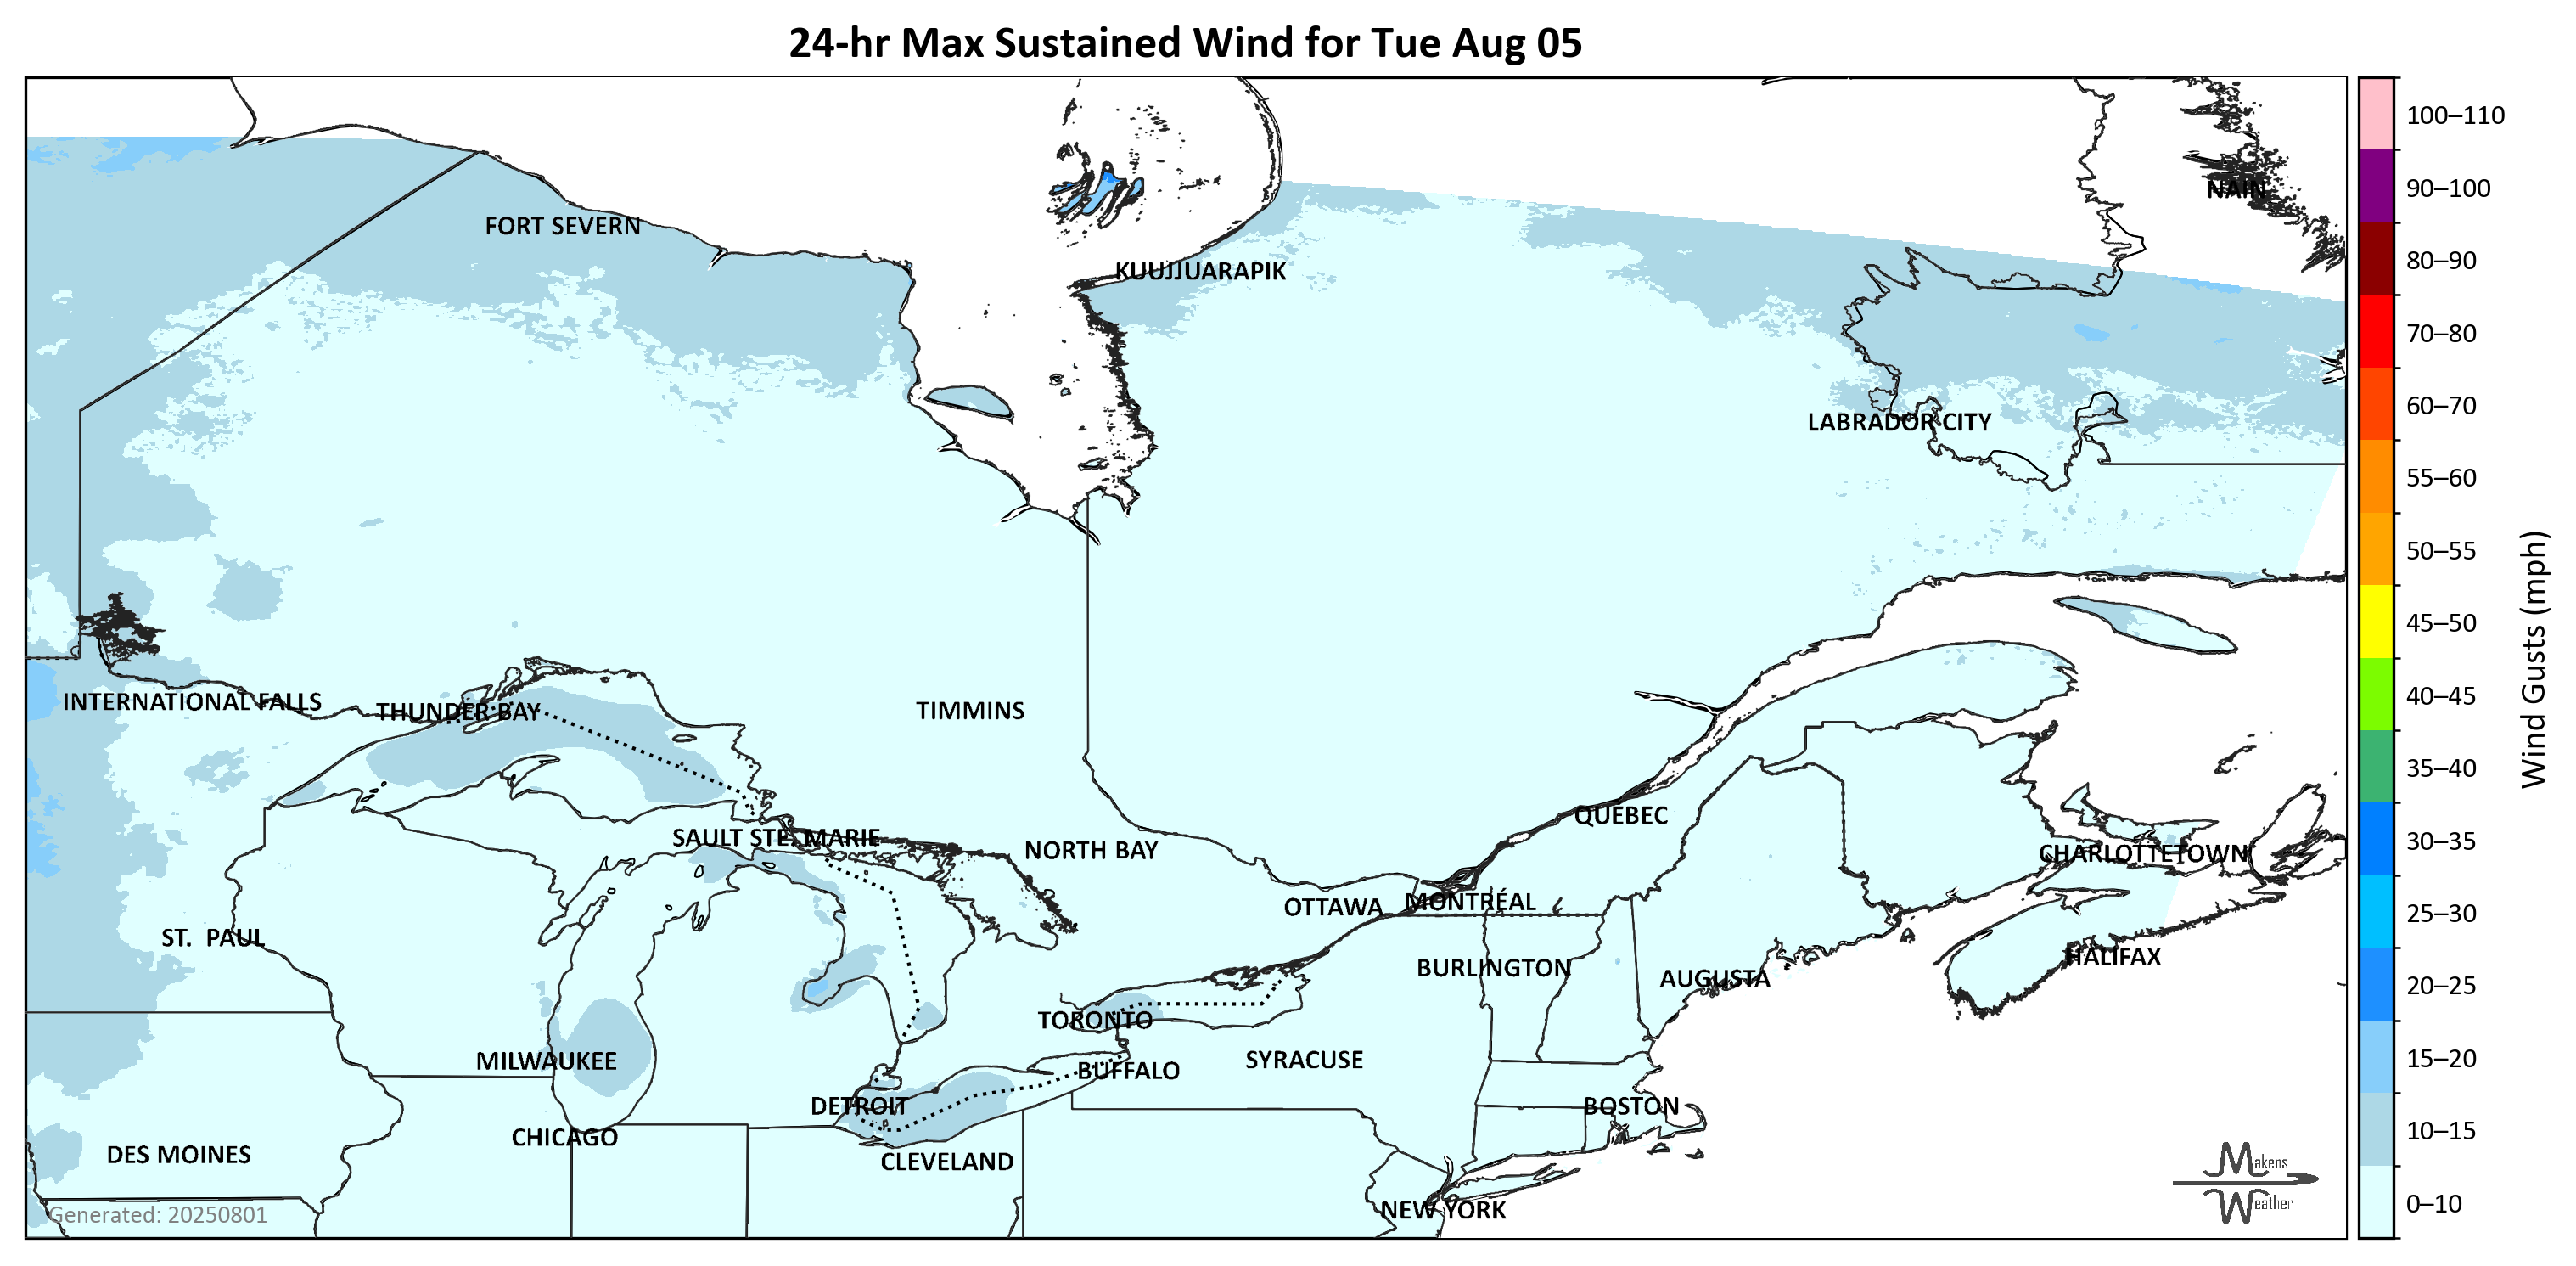 24-hr Max Sustained Wind for Tue Aug 05
100–110
90–100
80–90
70–80
60–70
55–60
50–55
45–50
40–45
35–40
30–35
25–30
20–25
15–20
10–15
0–10
Wind Gusts (mph)
NAIN
FORT SEVERN
KUUJJUARAPIK
LABRADOR CITY
INTERNATIONAL FALLS
THUNDER BAY
TIMMINS
QUÉBEC
SAULT STE. MARIE
NORTH BAY
CHARLOTTETOWN
OTTAWA
MONTRÉAL
ST. PAUL
HALIFAX
BURLINGTON
AUGUSTA
TORONTO
MILWAUKEE
SYRACUSE
BUFFALO
DETROIT
BOSTON
CHICAGO
DES MOINES
CLEVELAND
NEW YORK
Generated: 20250801
Makens
Weather